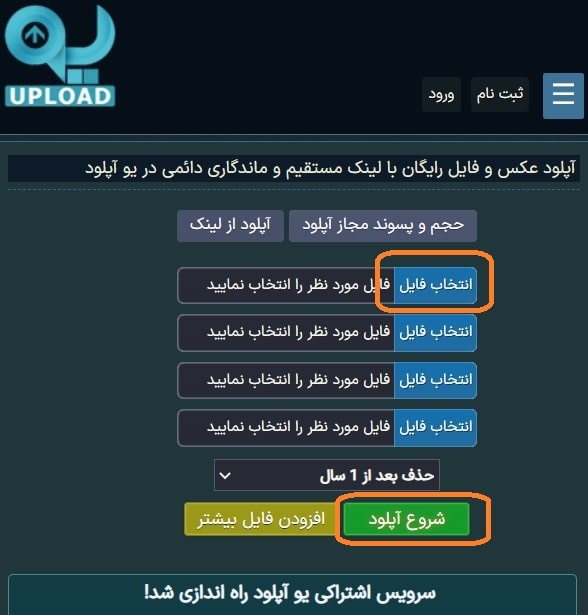 UPLOAD
ثبت نام ورود
آپلود عکس و فایل رایگان با لینک مستقیم و ماندگاری دائمی در یو آپلود
حجم و پسوند مجاز آپلود آپلود از لینک
انتخاب فایل فایل مورد نظر را انتخاب نمایید
انتخاب فایل فایل مورد نظر را انتخاب نمایید
انتخاب فایل فایل مورد نظر را انتخاب نمایید
انتخاب فایل فایل مورد نظر را انتخاب نمایید
حذف بعد از 1 سال
شروع آپلود افزودن فایل بیشتر
سرویس اشتراکی یو آپلود راه اندازی شد!